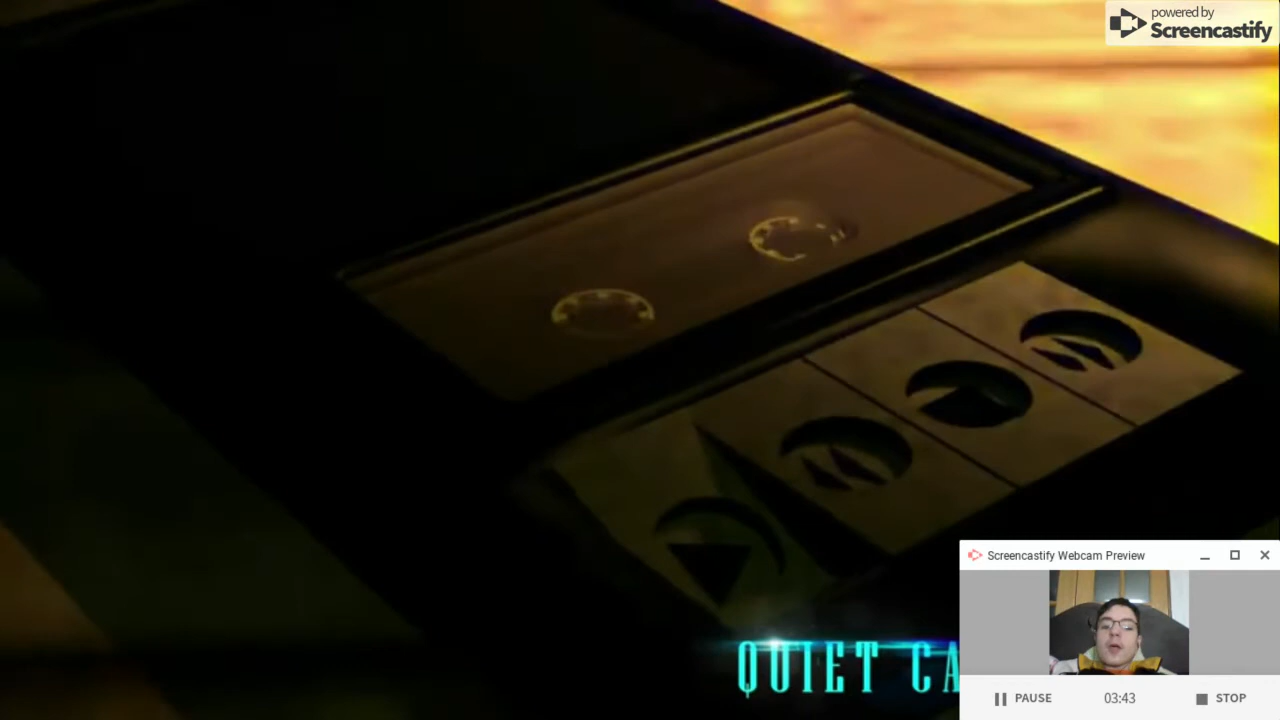 powered by
Screencastify
Screencastify Webcam Preview
QUIET CA
PAUSE 03:43 STOP